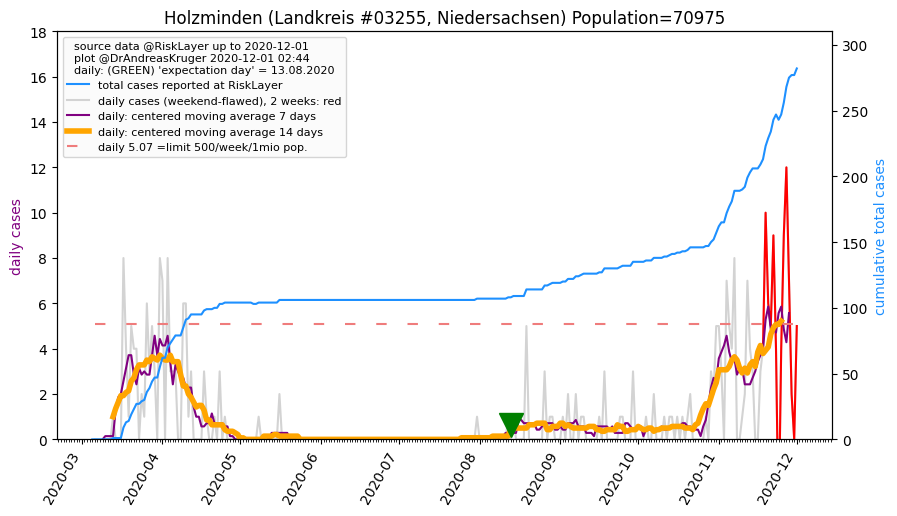 Holzminden (Landkreis #03255, Niedersachsen) Population=70975
source data @RiskLayer up to 2020-12-01
plot @DrAndreasKruger 2020-12-01 02:44
daily: (GREEN) 'expectation day' = 13.08.2020
total cases reported at RiskLayer
daily cases (weekend-flawed), 2 weeks: red
daily: centered moving average 7 days
daily: centered moving average 14 days
daily 5.07 =limit 500/week/1mio pop.
daily cases
18
16
14
12
10
8
6
4
2
0
300
250
200
150
100
50
0
cumulative total cases
2020-03
2020-04
2020-05
2020-06
2020-07
2020-08
2020-09
2020-10
2020-11
2020-12